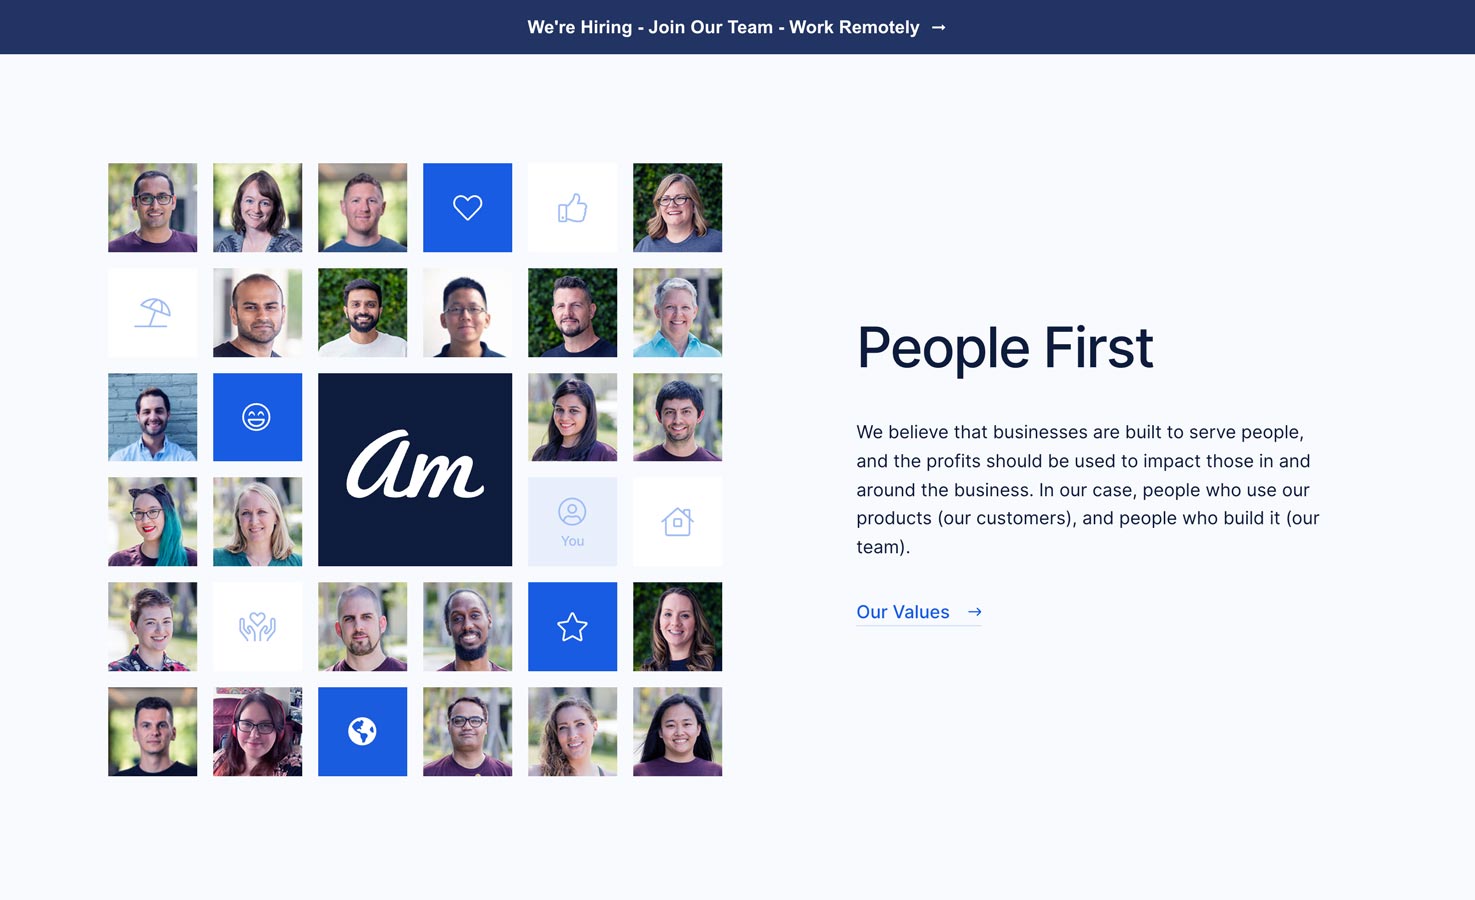 We're Hiring - Join Our Team - Work Remotely →
am
You
People First
We believe that businesses are built to serve people,
and the profits should be used to impact those in and
around the business. In our case, people who use our
products (our customers), and people who build it (our
team).
Our Values →